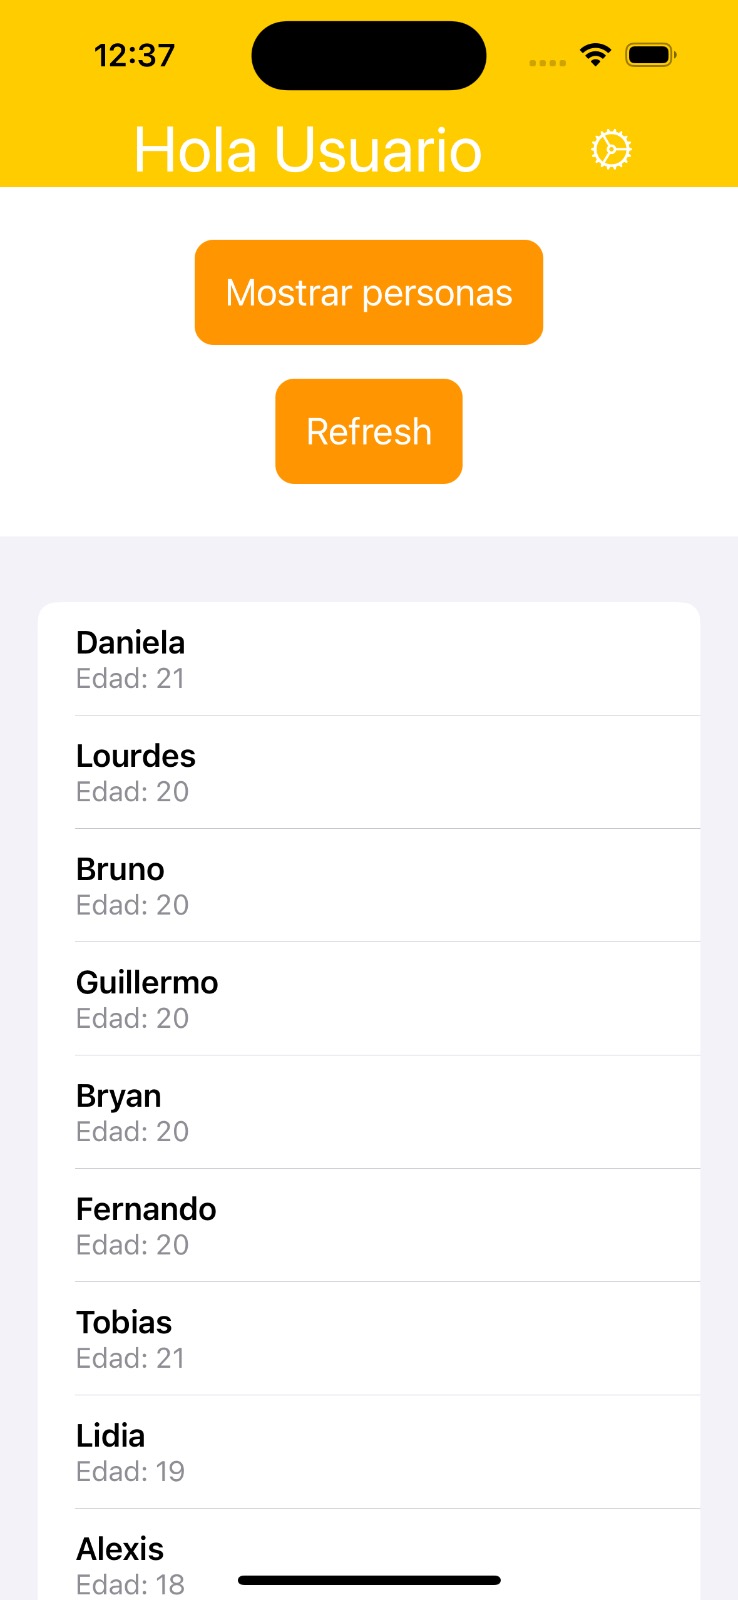 12:37
Hola Usuario
Mostrar personas
Refresh
Daniela
Edad: 21
Lourdes
Edad: 20
Bruno
Edad: 20
Guillermo
Edad: 20
Bryan
Edad: 20
Fernando
Edad: 20
Tobias
Edad: 21
Lidia
Edad: 19
Alexis
Edad: 18